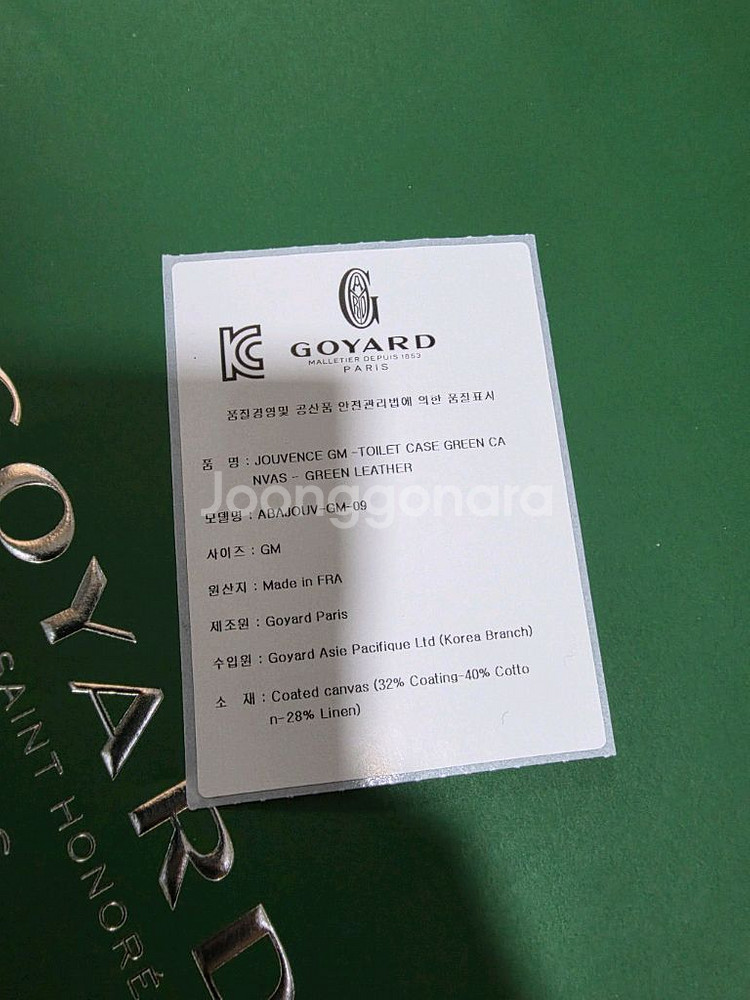 GOYARD
MALLETIER DEPUIS 1853
PARIS
품질경영및 공산품 안전관리법에 의한 품질표시
품 명 : JOUVENCE GM -TOILET CASE GREEN CA
NVAS - GREEN LEATHER
모델명 : ABAJOUV-GM-09
사이즈 : GM
원산지 : Made in FRA
제조원 : Goyard Paris
수입원 : Goyard Asie Pacifique Ltd (Korea Branch)
소 재 : Coated canvas (32% Coating-40% Cotto
n-28% Linen)
Joonggonara
GOYARD
SAINT HONORÉ